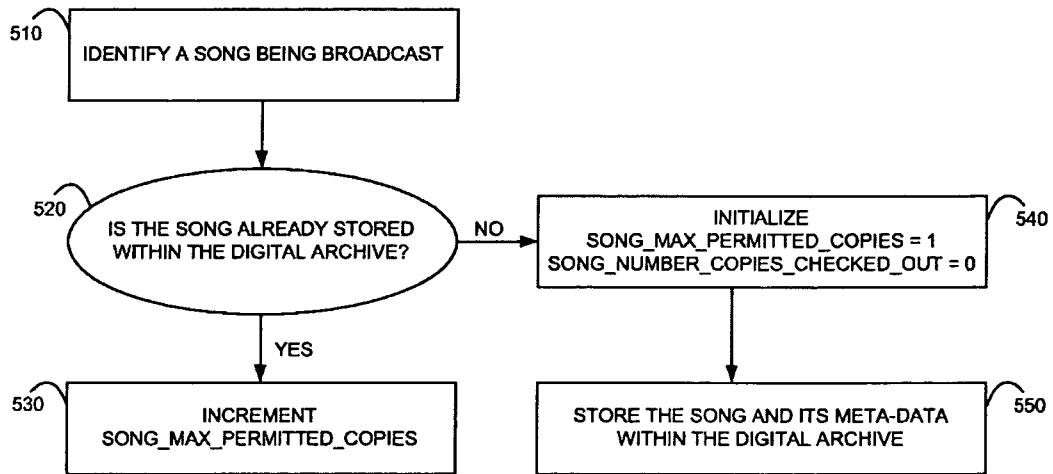 510
IDENTIFY A SONG BEING BROADCAST
520
IS THE SONG ALREADY STORED
WITHIN THE DIGITAL ARCHIVE?
NO
INITIALIZE
SONG_MAX_PERMITTED_COPIES = 1
SONG_NUMBER_COPIES_CHECKED_OUT = 0
540
YES
530
INCREMENT
SONG_MAX_PERMITTED_COPIES
STORE THE SONG AND ITS META-DATA
WITHIN THE DIGITAL ARCHIVE
550